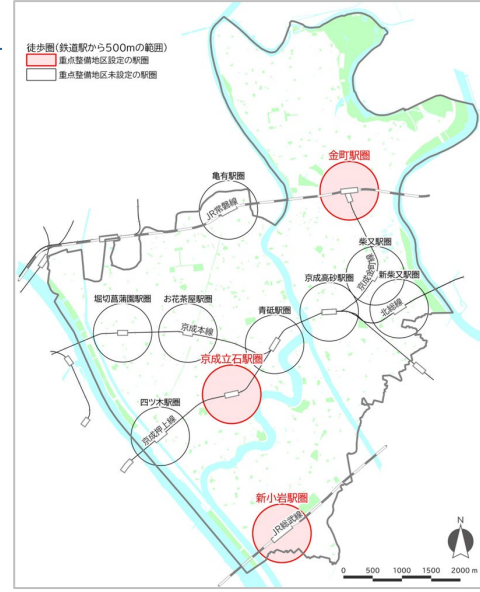 徒歩圏(鉄道駅から500mの範囲)
重点整備地区設定の駅圏
重点整備地区未設定の駅圏
金町駅圏
亀有駅圏
JR常磐線
柴又駅圏
京成金町線
新柴又駅圏
京成高砂駅圏
北総線
堀切菖蒲園駅圏
お花茶屋駅圏
青砥駅圏
京成本線
京成立石駅圏
四ツ木駅圏
京成押上線
新小岩駅圏
JR総武線
N
0 500 1000 1500 2000 m